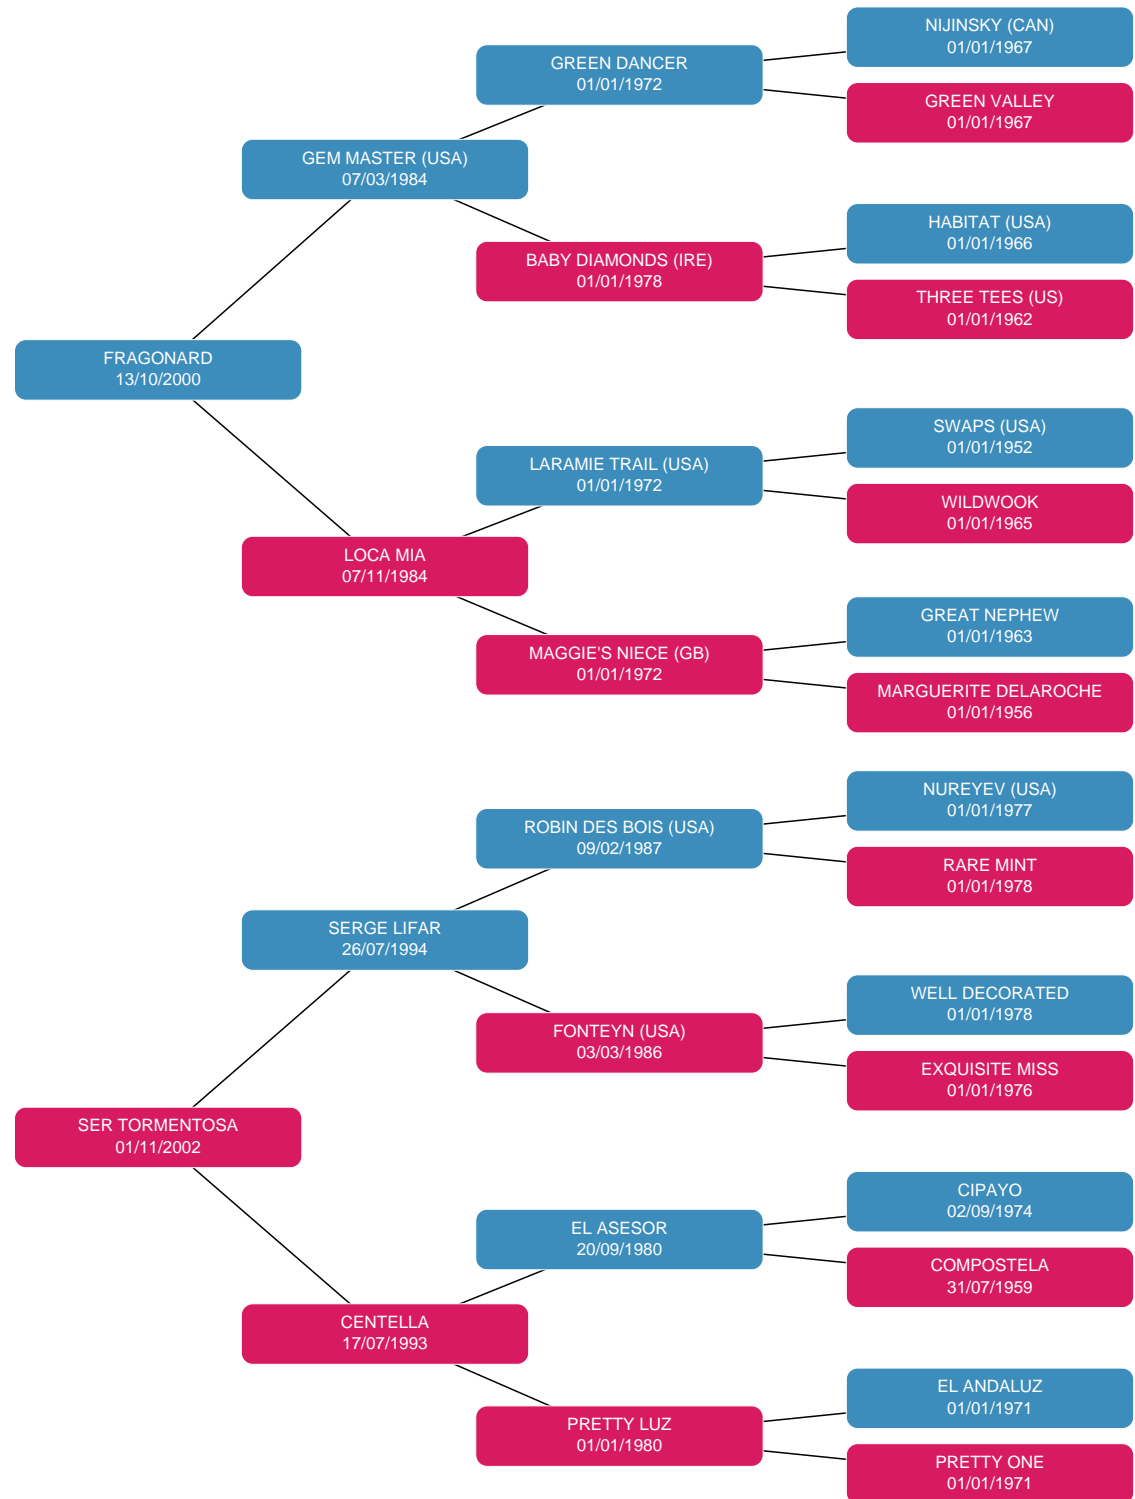 NIJINSKY (CAN)
01/01/1967
GREEN DANCER
01/01/1972
GREEN VALLEY
01/01/1967
GEM MASTER (USA)
07/03/1984
HABITAT (USA)
01/01/1966
BABY DIAMONDS (IRE)
01/01/1978
THREE TEES (US)
01/01/1962
FRAGONARD
13/10/2000
SWAPS (USA)
01/01/1952
LARAMIE TRAIL (USA)
01/01/1972
WILDWOOK
01/01/1965
LOCA MIA
07/11/1984
GREAT NEPHEW
01/01/1963
MAGGIE'S NIECE (GB)
01/01/1972
MARGUERITE DELAROCHE
01/01/1956
NUREYEV (USA)
01/01/1977
ROBIN DES BOIS (USA)
09/02/1987
RARE MINT
01/01/1978
SERGE LIFAR
26/07/1994
WELL DECORATED
01/01/1978
FONTEYN (USA)
03/03/1986
EXQUISITE MISS
01/01/1976
SER TORMENTOSA
01/11/2002
CIPAYO
02/09/1974
EL ASESOR
20/09/1980
COMPOSTELA
31/07/1959
CENTELLA
17/07/1993
EL ANDALUZ
01/01/1971
PRETTY LUZ
01/01/1980
PRETTY ONE
01/01/1971